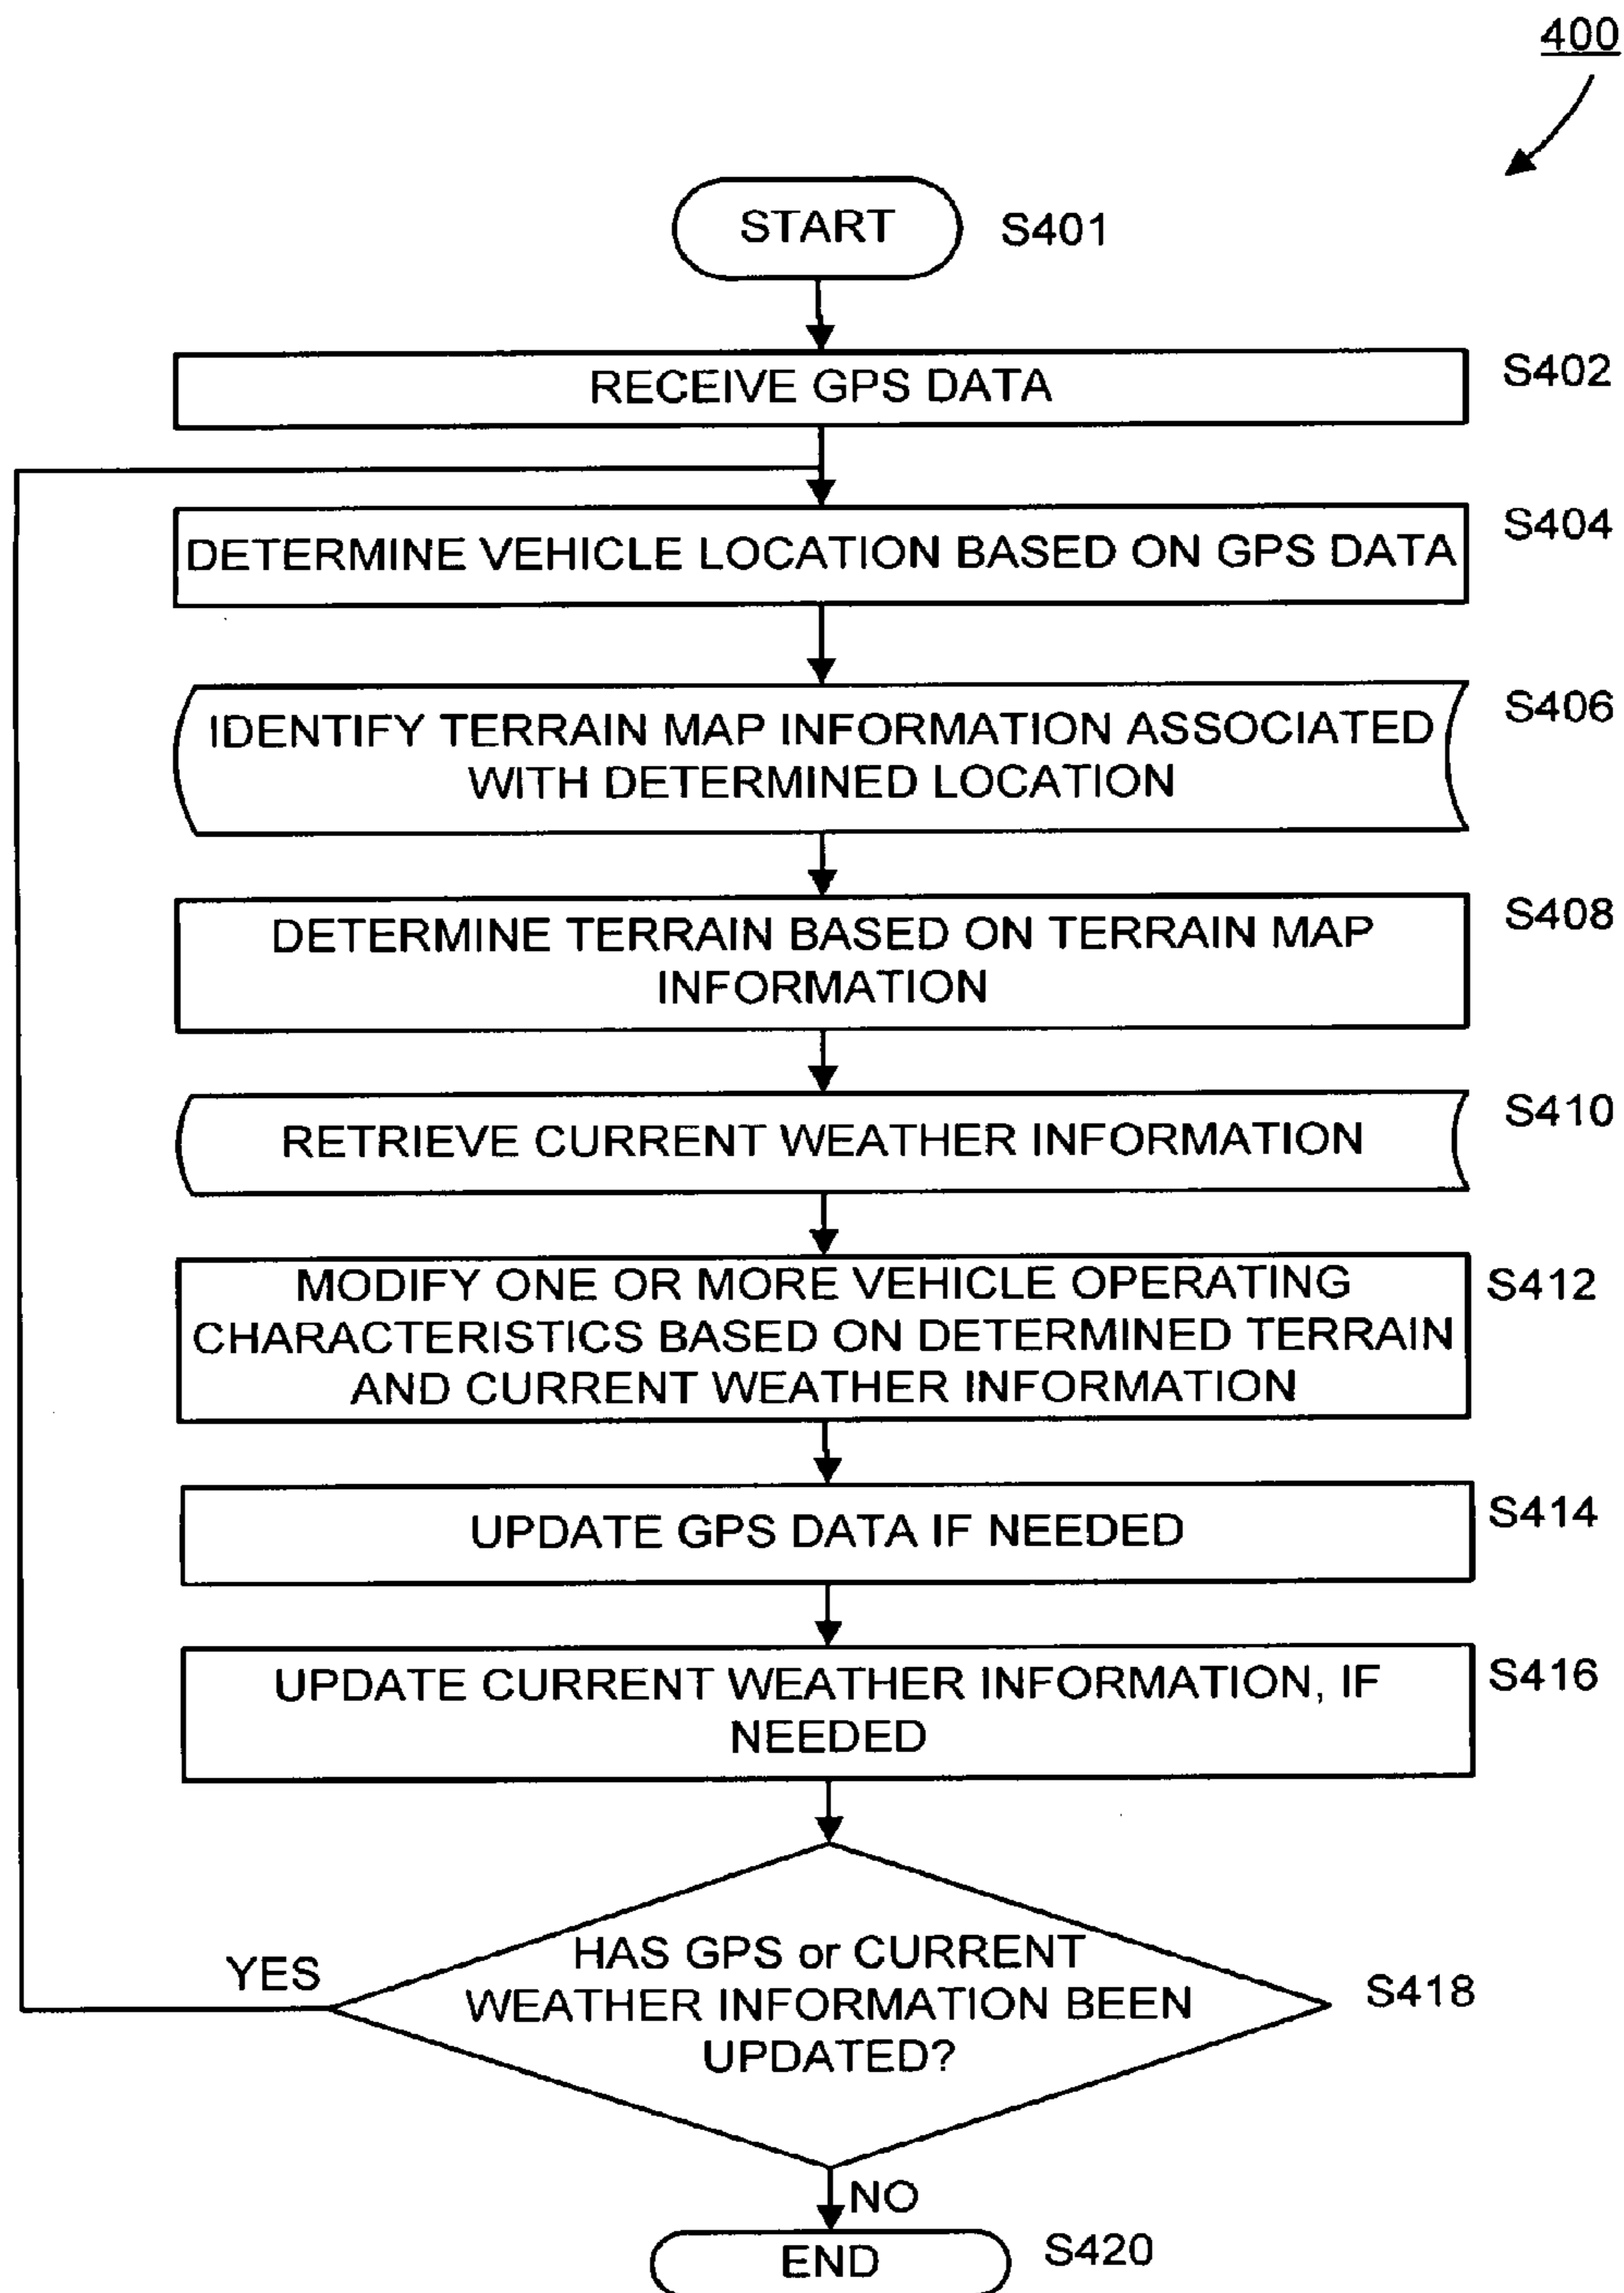 400
START S401
RECEIVE GPS DATA S402
DETERMINE VEHICLE LOCATION BASED ON GPS DATA S404
IDENTIFY TERRAIN MAP INFORMATION ASSOCIATED S406
WITH DETERMINED LOCATION
DETERMINE TERRAIN BASED ON TERRAIN MAP S408
INFORMATION
RETRIEVE CURRENT WEATHER INFORMATION S410
MODIFY ONE OR MORE VEHICLE OPERATING S412
CHARACTERISTICS BASED ON DETERMINED TERRAIN
AND CURRENT WEATHER INFORMATION
UPDATE GPS DATA IF NEEDED S414
UPDATE CURRENT WEATHER INFORMATION, IF S416
NEEDED
HAS GPS or CURRENT
YES
WEATHER INFORMATION BEEN S418
UPDATED?
NO
END S420